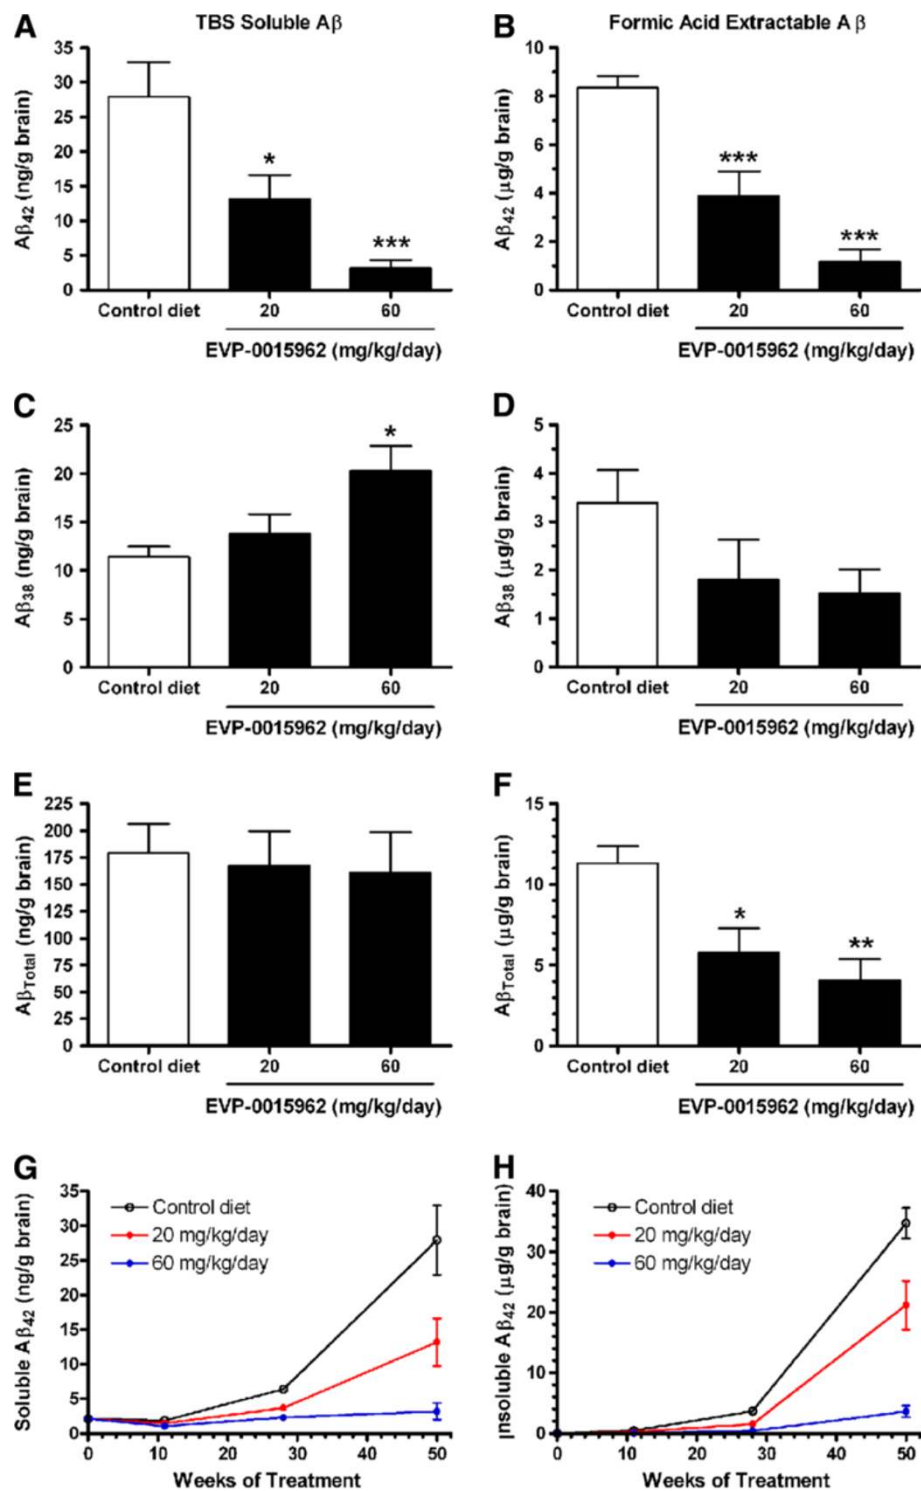 A TBS Soluble Aβ
Aβ42 (ng/g brain)
35
30
25
20
15
10
5
0
*
***
Control diet 20 60
EVP-0015962 (mg/kg/day)
B Formic Acid Extractable A β
Aβ42 (μg/g brain)
10
8
6
4
2
0
***
***
Control diet 20 60
EVP-0015962 (mg/kg/day)
C
Aβ38 (ng/g brain)
25
20
15
10
5
0
*
Control diet 20 60
EVP-0015962 (mg/kg/day)
D
Aβ38 (μg/g brain)
5
4
3
2
1
0
Control diet 20 60
EVP-0015962 (mg/kg/day)
E
AβTotal (ng/g brain)
225
200
175
150
125
100
75
50
25
0
Control diet 20 60
EVP-0015962 (mg/kg/day)
F
AβTotal (μg/g brain)
15
10
5
0
*
**
Control diet 20 60
EVP-0015962 (mg/kg/day)
G
Soluble Aβ42 (ng/g brain)
35
30
25
20
15
10
5
0
Control diet
20 mg/kg/day
60 mg/kg/day
0 10 20 30 40 50
Weeks of Treatment
H
Insoluble Aβ42 (μg/g brain)
40
30
20
10
0
Control diet
20 mg/kg/day
60 mg/kg/day
0 10 20 30 40 50
Weeks of Treatment